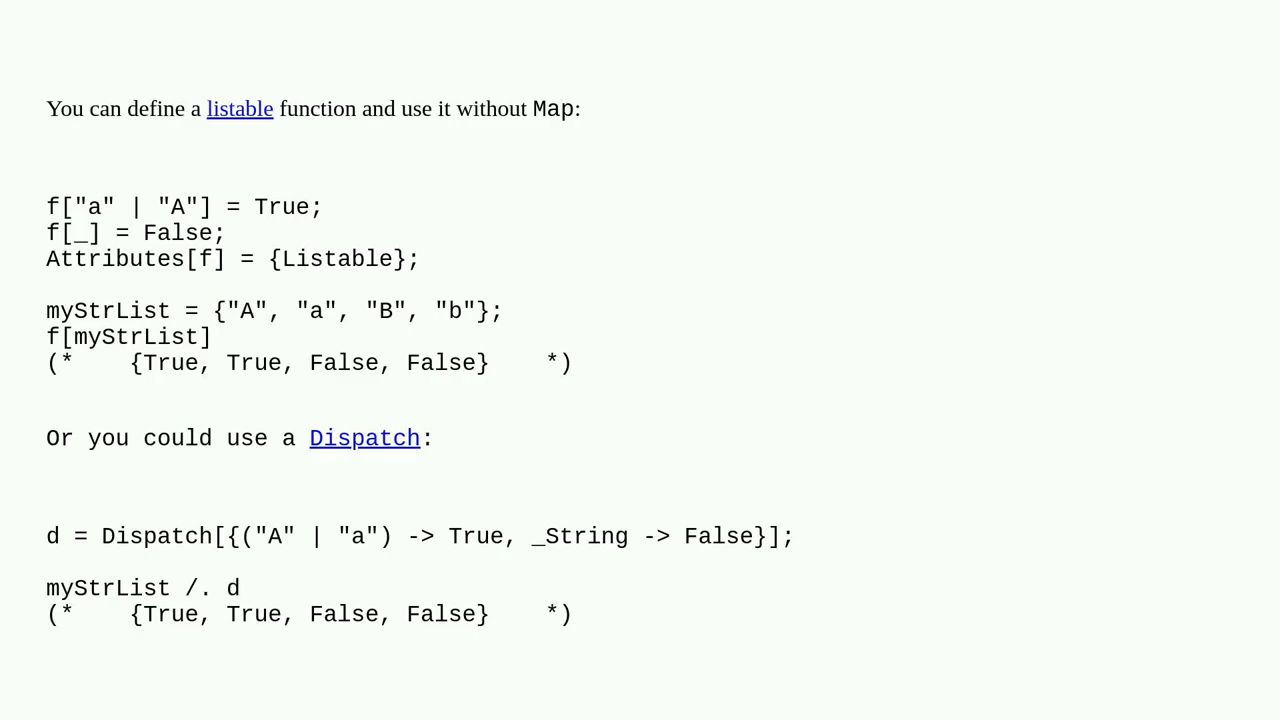 You can define a listable function and use it without Map:
f["a" | "A"] = True;
f[_] = False;
Attributes[f] = {Listable};
myStrList = {"A", "a", "B", "b"};
f[myStrList]
(*    {True, True, False, False}    *)
Or you could use a Dispatch:
d = Dispatch[{("A" | "a") -> True, _String -> False}];
myStrList /. d
(*    {True, True, False, False}    *)